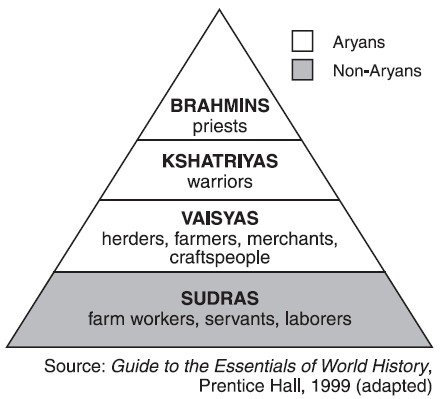 Aryans
Non-Aryans
BRAHMINS
priests
KSHATRIYAS
warriors
VAISYAS
herders, farmers, merchants,
craftspeople
SUDRAS
farm workers, servants, laborers
Source: Guide to the Essentials of World History,
Prentice Hall, 1999 (adapted)